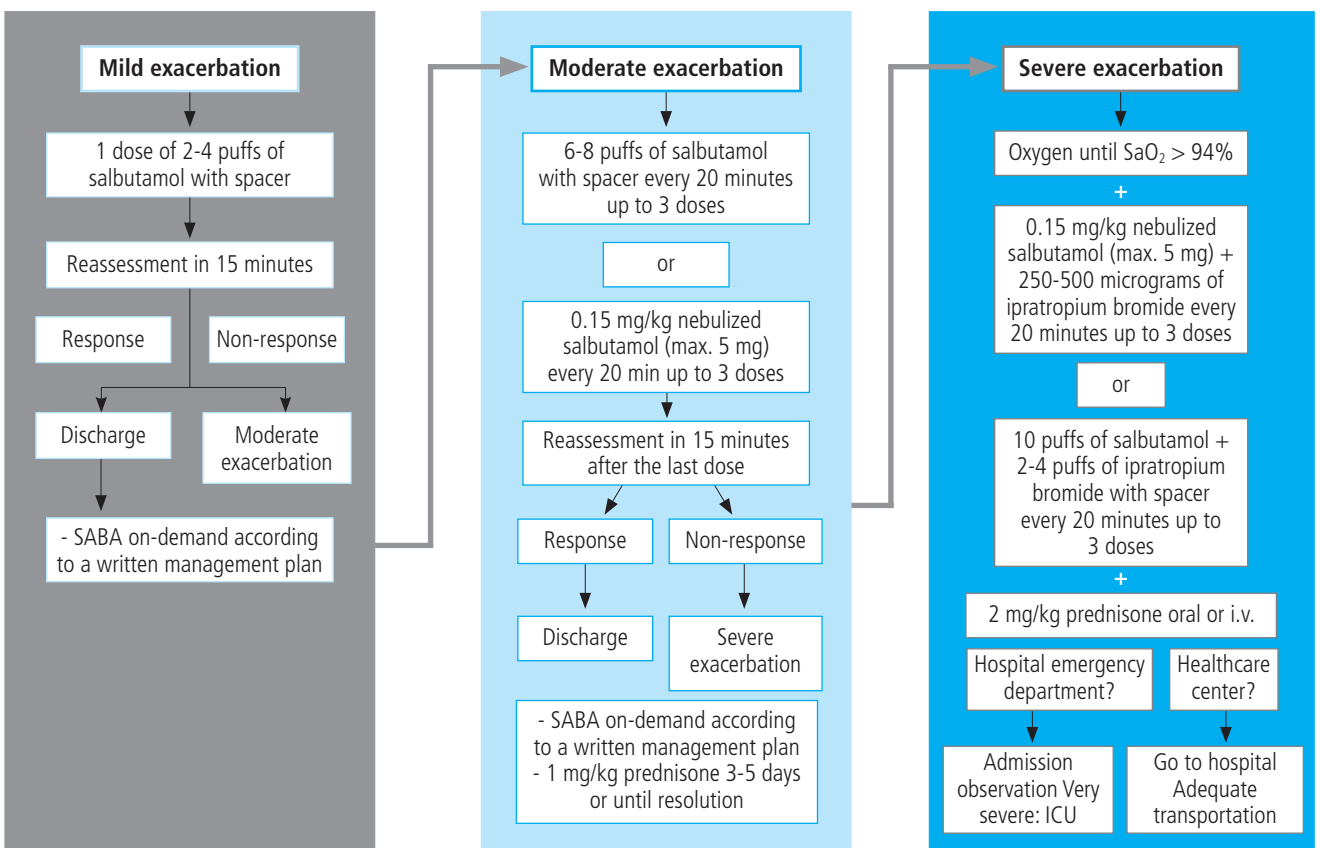 Mild exacerbation
1 dose of 2-4 puffs of
salbutamol with spacer
Reassessment in 15 minutes
Response
Non-response
Discharge
Moderate
exacerbation
- SABA on-demand according
to a written management plan
Moderate exacerbation
6-8 puffs of salbutamol
with spacer every 20 minutes
up to 3 doses
or
0.15 mg/kg nebulized
salbutamol (max. 5 mg)
every 20 min up to 3 doses
Reassessment in 15 minutes
after the last dose
Response
Non-response
Discharge
Severe
exacerbation
- SABA on-demand according
to a written management plan
- 1 mg/kg prednisone 3-5 days
or until resolution
Severe exacerbation
Oxygen until SaO₂ > 94%
+
0.15 mg/kg nebulized
salbutamol (max. 5 mg) +
250-500 micrograms of
ipratropium bromide every
20 minutes up to 3 doses
or
10 puffs of salbutamol +
2-4 puffs of ipratropium
bromide with spacer
every 20 minutes up to
3 doses
+
2 mg/kg prednisone oral or i.v.
Hospital emergency
department?
Healthcare
center?
Admission
observation Very
severe: ICU
Go to hospital
Adequate
transportation